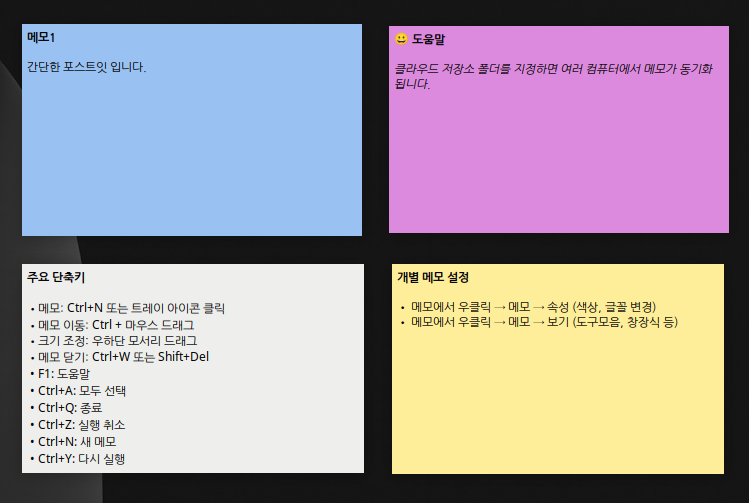 메모1
간단한 포스트잇 입니다.
😀 도움말
클라우드 저장소 폴더를 지정하면 여러 컴퓨터에서 메모가 동기화
됩니다.
주요 단축키
• 메모: Ctrl+N 또는 트레이 아이콘 클릭
• 메모 이동: Ctrl + 마우스 드래그
• 크기 조정: 우하단 모서리 드래그
• 메모 닫기: Ctrl+W 또는 Shift+Del
• F1: 도움말
• Ctrl+A: 모두 선택
• Ctrl+Q: 종료
• Ctrl+Z: 실행 취소
• Ctrl+N: 새 메모
• Ctrl+Y: 다시 실행
개별 메모 설정
• 메모에서 우클릭 → 메모 → 속성 (색상, 글꼴 변경)
• 메모에서 우클릭 → 메모 → 보기 (도구모음, 창장식 등)